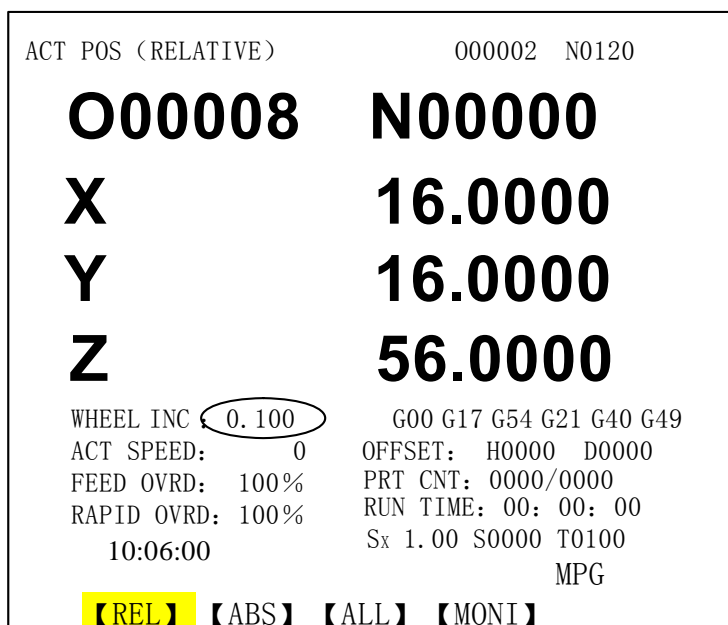 ACT POS（RELATIVE） O00002 N0120
O00008 N00000
X 16.0000
Y 16.0000
Z 56.0000
WHEEL INC： 0.100 G00 G17 G54 G21 G40 G49
ACT SPEED： 0 OFFSET： H0000 D0000
FEED OVRD： 100% PRT CNT：0000/0000
RAPID OVRD：100% RUN TIME：00：00：00
10:06:00 Sx 1.00 S0000 T0100
MPG
【REL】 【ABS】 【ALL】 【MONI】